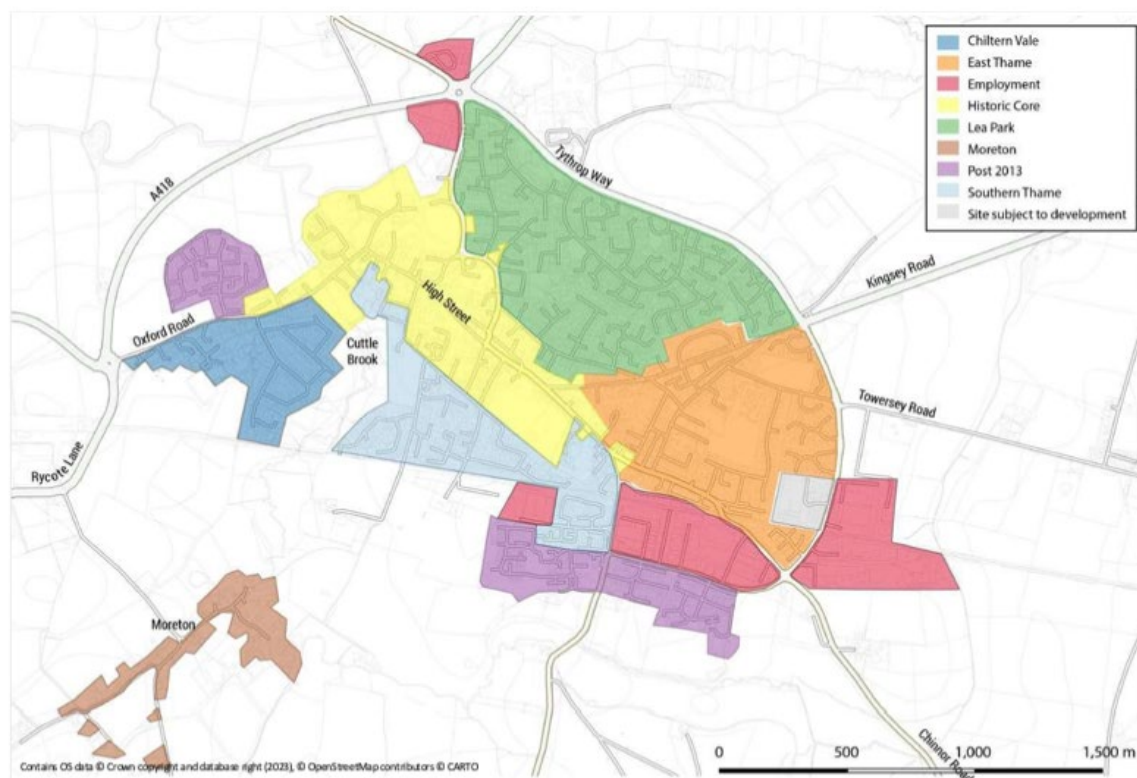 Chiltern Vale
East Thame
Employment
Historic Core
Lea Park
Moreton
Post 2013
Southern Thame
Site subject to development
Tythrop Way
A418
Kingsey Road
High Street
Oxford Road
Cuttle
Brook
Towersey Road
Rycote Lane
Moreton
Chinnor Road
0 500 1,000 1,500 m
Contains OS data © Crown copyright and database right (2023), © OpenStreetMap contributors © CARTO